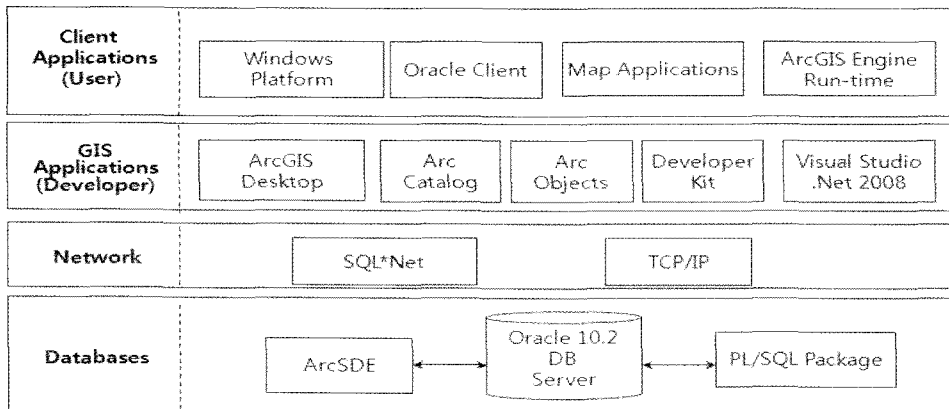 Client
Applications
(User)
Windows
Platform
Oracle Client
Map Applications
ArcGIS Engine
Run-time
GIS
Applications
(Developer)
ArcGIS
Desktop
Arc
Catalog
Arc
Objects
Developer
Kit
Visual Studio
.Net 2008
Network
SQL*Net
TCP/IP
Databases
ArcSDE
Oracle 10.2
DB
Server
PL/SQL Package